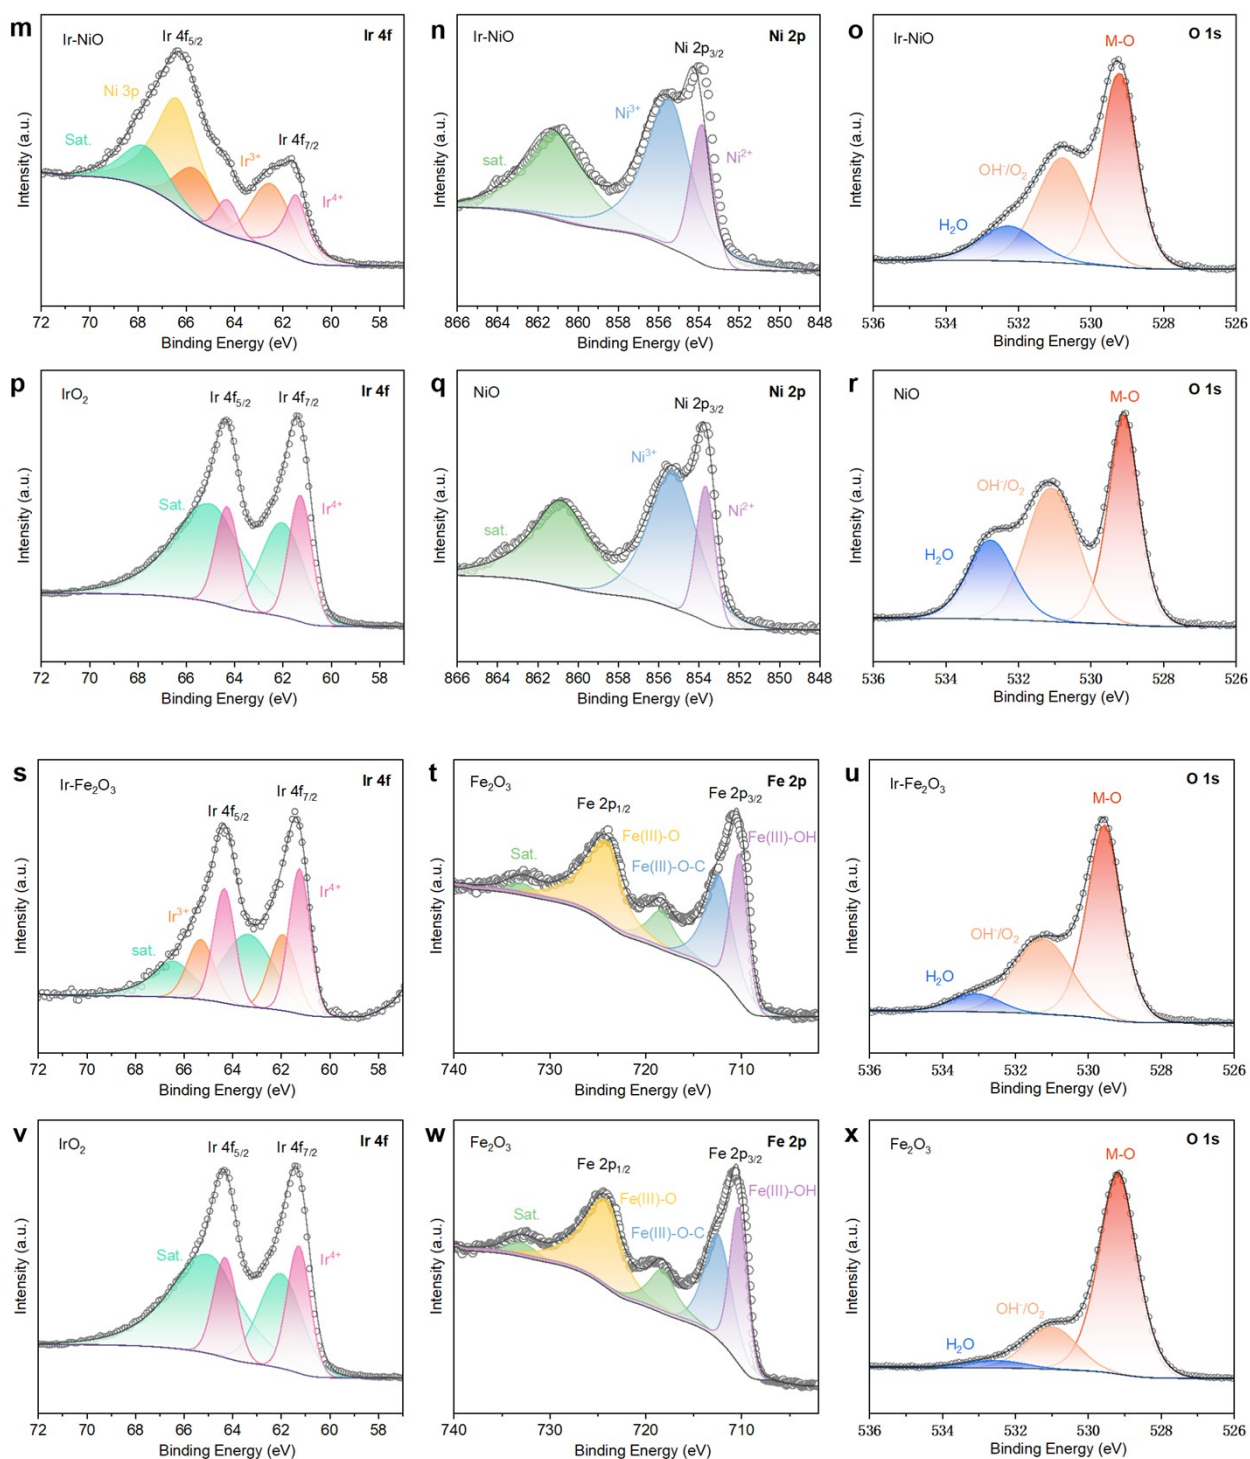 m
Ir-NiO
Ir 4f5/2
Ir 4f
Ni 3p
Sat.
Ir 4f7/2
Ir3+
Ir4+
Intensity (a.u.)
72 70 68 66 64 62 60 58
Binding Energy (eV)
n
Ir-NiO
Ni 2p3/2
Ni 2p
Ni3+
sat.
Ni2+
Intensity (a.u.)
866 864 862 860 858 856 854 852 850 848
Binding Energy (eV)
o
Ir-NiO
M-O
O 1s
OH-/O2
H2O
Intensity (a.u.)
536 534 532 530 528 526
Binding Energy (eV)
p
IrO2
Ir 4f5/2
Ir 4f7/2
Ir 4f
Sat.
Ir4+
Intensity (a.u.)
72 70 68 66 64 62 60 58
Binding Energy (eV)
q
NiO
Ni 2p3/2
Ni 2p
Ni3+
sat.
Ni2+
Intensity (a.u.)
866 864 862 860 858 856 854 852 850 848
Binding Energy (eV)
r
NiO
M-O
O 1s
OH-/O2
H2O
Intensity (a.u.)
536 534 532 530 528 526
Binding Energy (eV)
s
Ir-Fe2O3
Ir 4f5/2
Ir 4f7/2
Ir 4f
Ir3+
sat.
Ir4+
Intensity (a.u.)
72 70 68 66 64 62 60 58
Binding Energy (eV)
t
Fe2O3
Fe 2p
Fe 2p1/2
Fe 2p3/2
Fe(III)-O
Fe(III)-OH
Sat.
Fe(III)-O-C
Intensity (a.u.)
740 730 720 710
Binding Energy (eV)
u
Ir-Fe2O3
M-O
O 1s
OH-/O2
H2O
Intensity (a.u.)
536 534 532 530 528 526
Binding Energy (eV)
v
IrO2
Ir 4f5/2
Ir 4f7/2
Ir 4f
Sat.
Ir4+
Intensity (a.u.)
72 70 68 66 64 62 60 58
Binding Energy (eV)
w
Fe2O3
Fe 2p
Fe 2p1/2
Fe 2p3/2
Fe(III)-O
Fe(III)-OH
Sat.
Fe(III)-O-C
Intensity (a.u.)
740 730 720 710
Binding Energy (eV)
x
Fe2O3
M-O
O 1s
OH-/O2
H2O
Intensity (a.u.)
536 534 532 530 528 526
Binding Energy (eV)